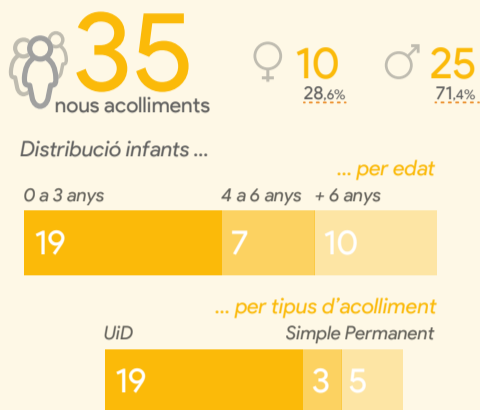 35
nous acolliments
10
28,6%
25
71,4%
Distribució infants ...
... per edat
0 a 3 anys 4 a 6 anys + 6 anys
19 7 10
... per tipus d'acolliment
UiD Simple Permanent
19 3 5